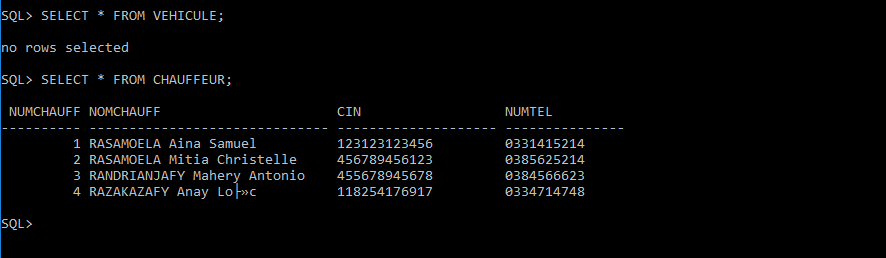 SQL> SELECT * FROM VEHICULE;
no rows selected
SQL> SELECT * FROM CHAUFFEUR;
NUMCHAUFF NOMCHAUFF CIN NUMTEL
---------- ------------------------------ -------------------- ---------------
1 RASAMOELA Aina Samuel 123123123456 0331415214
2 RASAMOELA Mitia Christelle 456789456123 0385625214
3 RANDRIANJAFY Mahery Antonio 455678945678 0384566623
4 RAZAKAZAFY Anay Lo├»c 118254176917 0334714748
SQL>